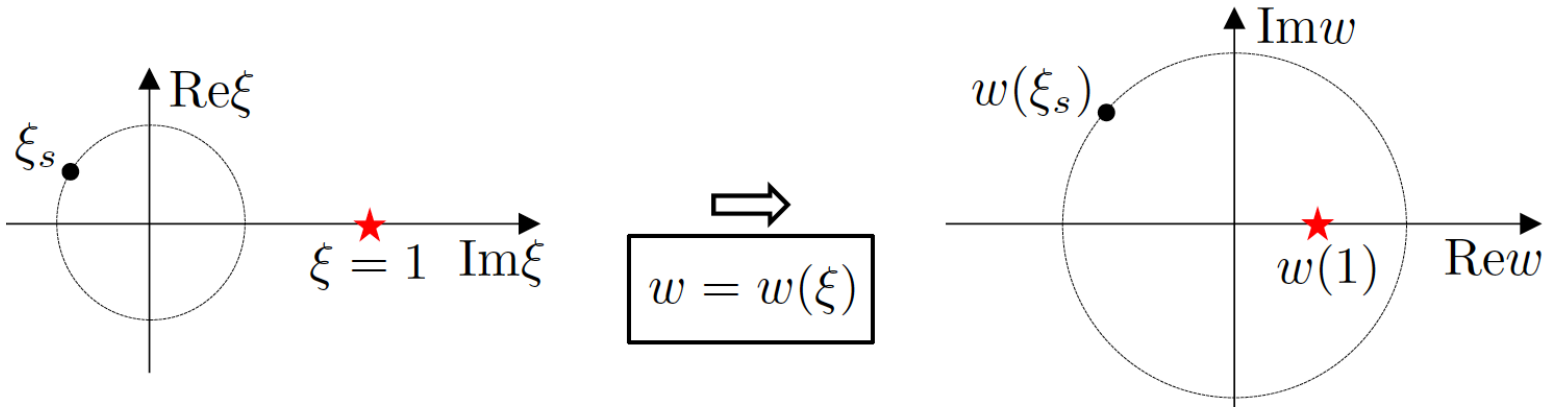 Reξ
ξₛ
ξ = 1
Imξ
w = w(ξ)
Imw
w(ξₛ)
w(1)
Rew